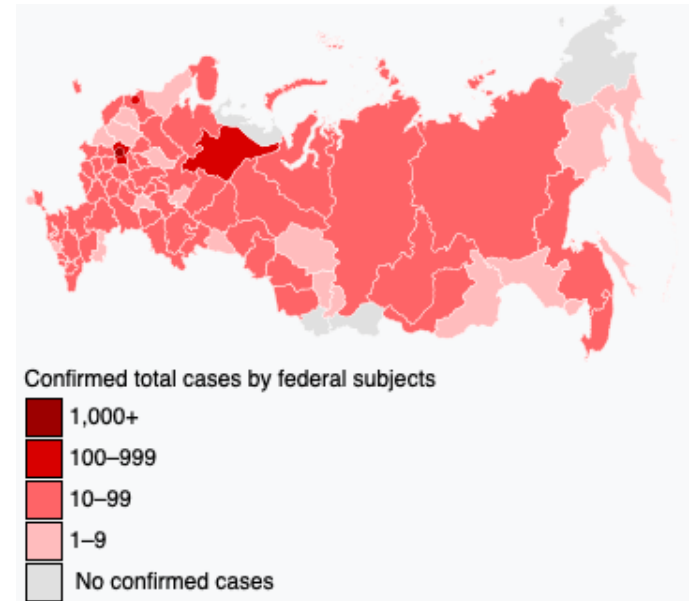 Confirmed total cases by federal subjects
1,000+
100–999
10–99
1–9
No confirmed cases